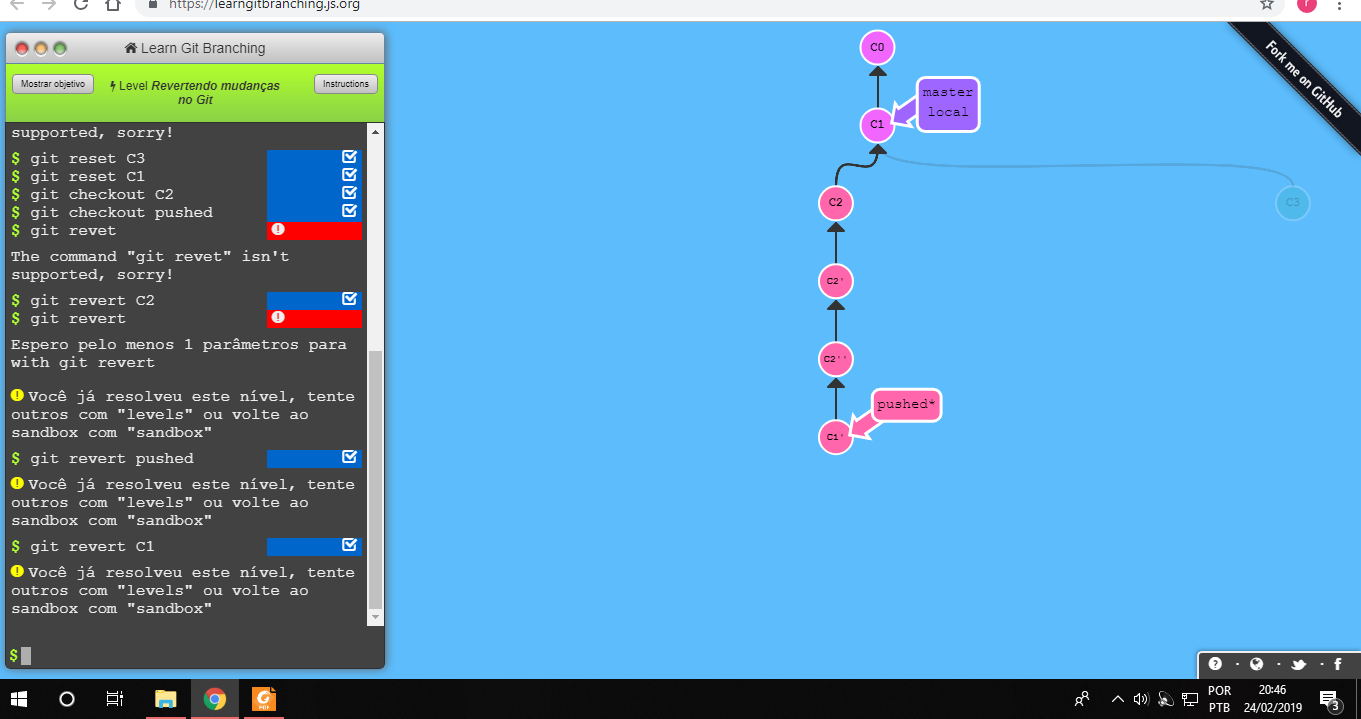 https://learngitbranching.js.org
r
Learn Git Branching
Mostrar objetivo
Level Revertendo mudanças
no Git
Instructions
supported, sorry!
$ git reset C3
$ git reset C1
$ git checkout C2
$ git checkout pushed
$ git revet
The command "git revet" isn't
supported, sorry!
$ git revert C2
$ git revert
Espero pelo menos 1 parâmetros para
with git revert
Você já resolveu este nível, tente
outros com "levels" ou volte ao
sandbox com "sandbox"
$ git revert pushed
Você já resolveu este nível, tente
outros com "levels" ou volte ao
sandbox com "sandbox"
$ git revert C1
Você já resolveu este nível, tente
outros com "levels" ou volte ao
sandbox com "sandbox"
$
C0
master
local
C1
C2
C3
C2'
C2''
pushed*
C1'
Fork me on GitHub
POR
PTB
20:46
24/02/2019
3